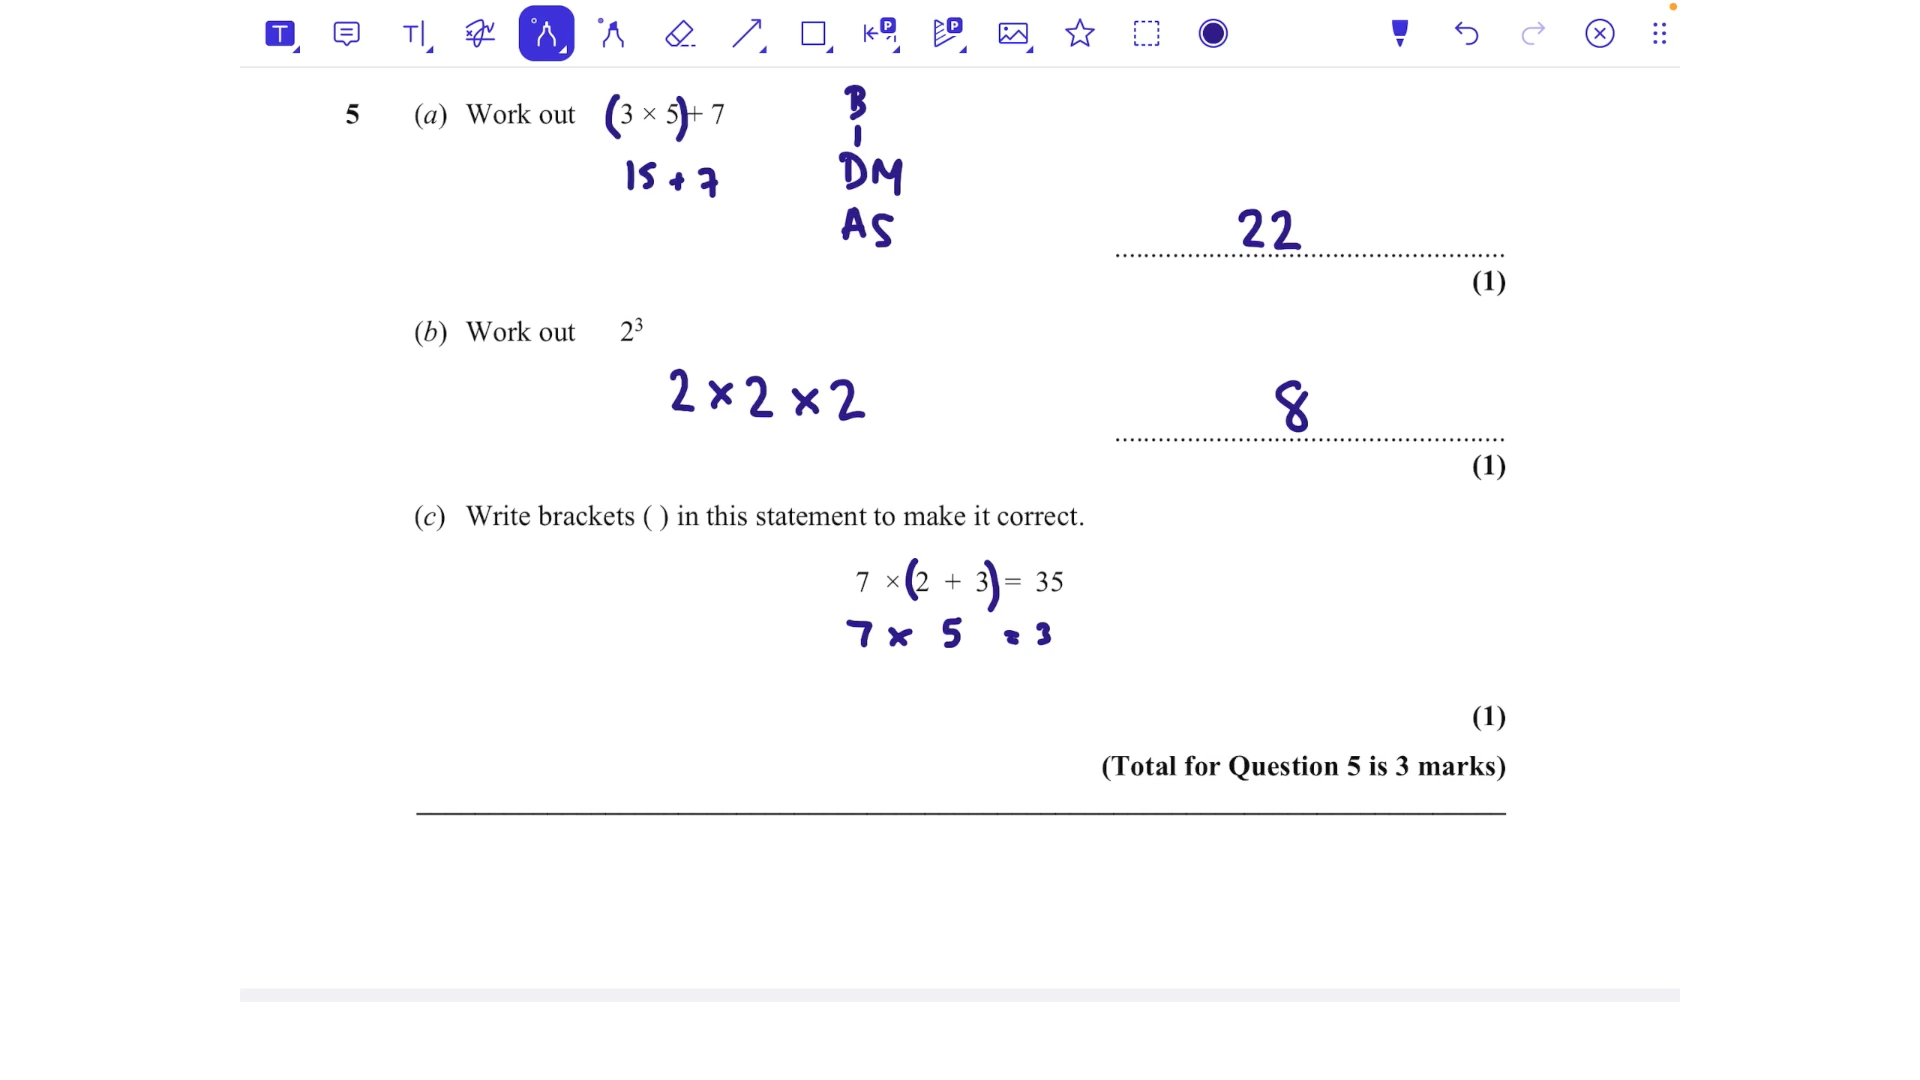 5 (a) Work out (3 × 5) + 7
B
I
15 + 7
DM
AS
22
(1)
(b) Work out 2³
2 × 2 × 2
8
(1)
(c) Write brackets ( ) in this statement to make it correct.
7 × (2 + 3) = 35
7 × 5 = 3
(1)
(Total for Question 5 is 3 marks)